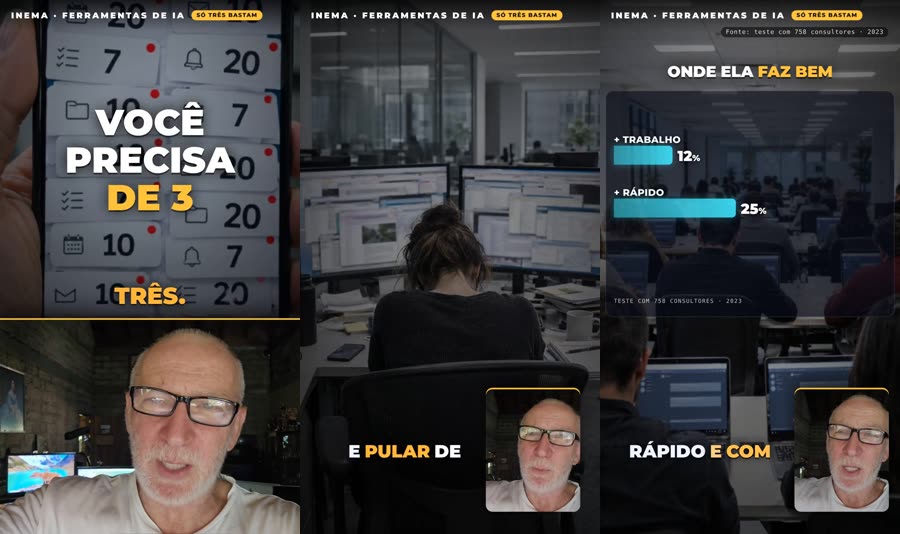 INEMA · FERRAMENTAS DE IA SÓ TRÊS BASTAM
7 20
10 7
VOCÊ
PRECISA
DE 3
20
10 7
10 20
TRÊS.
INEMA · FERRAMENTAS DE IA SÓ TRÊS BASTAM
E PULAR DE
INEMA · FERRAMENTAS DE IA SÓ TRÊS BASTAM
Fonte: teste com 758 consultores · 2023
ONDE ELA FAZ BEM
+ TRABALHO
12%
+ RÁPIDO
25%
TESTE COM 758 CONSULTORES · 2023
RÁPIDO E COM